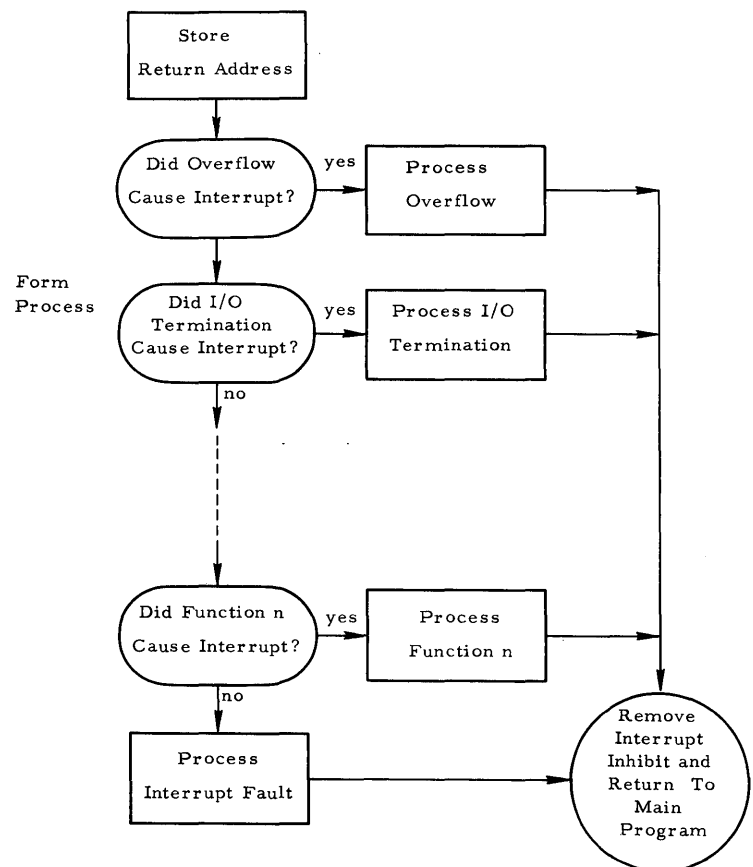 Store
Return Address
Did Overflow
Cause Interrupt?
yes
Process
Overflow
Form
Process
Did I/O
Termination
Cause Interrupt?
yes
Process I/O
Termination
no
Did Function n
Cause Interrupt?
yes
Process
Function n
no
Process
Interrupt Fault
Remove
Interrupt
Inhibit and
Return To
Main
Program